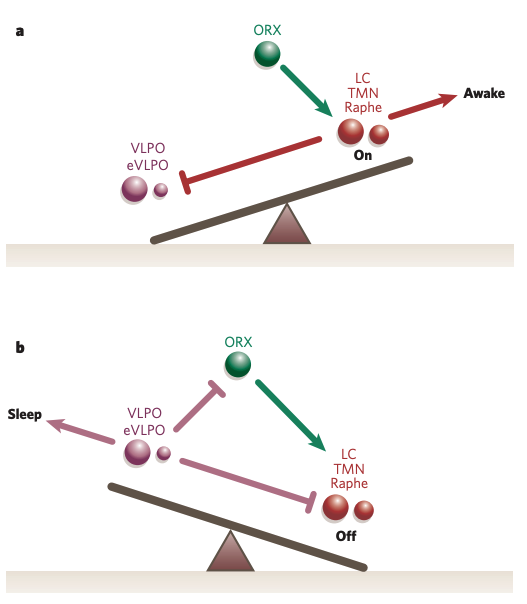 a
ORX
LC
TMN
Raphe
Awake
On
VLPO
eVLPO
b
ORX
Sleep
VLPO
eVLPO
LC
TMN
Raphe
Off